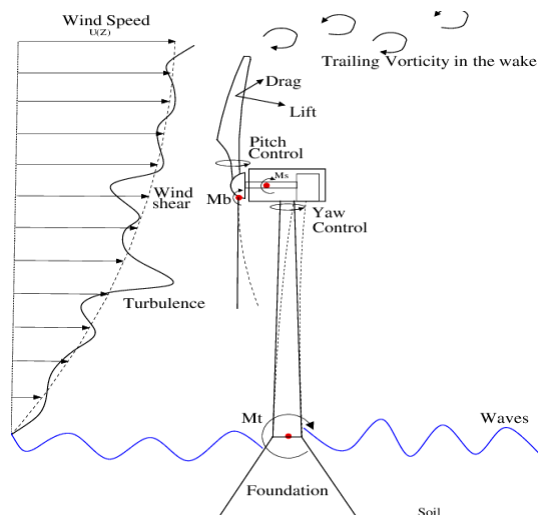 Wind Speed
U(Z)
Trailing Vorticity in the wake
Drag
Lift
Pitch
Control
Ms
Mb
Wind
shear
Yaw
Control
Turbulence
Mt
Waves
Foundation
Soil